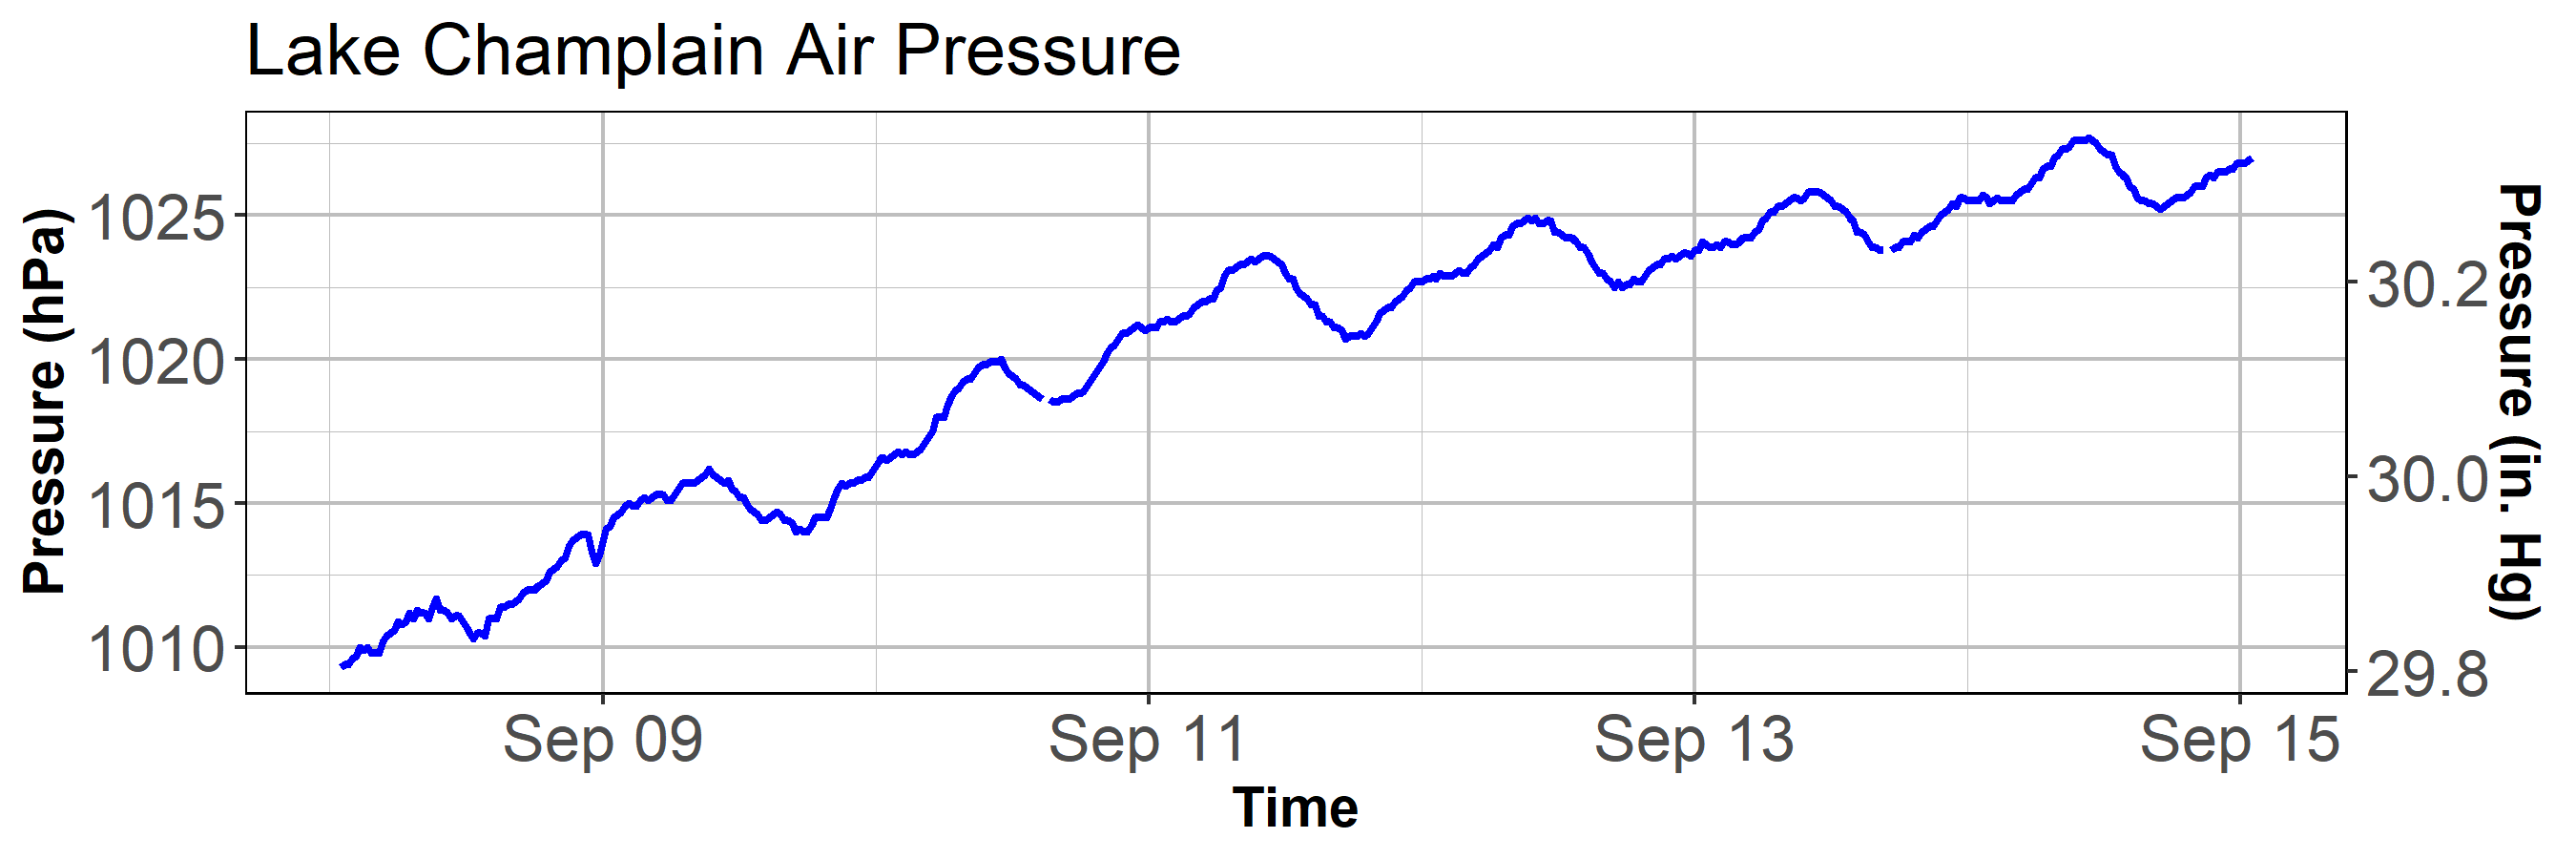 Lake Champlain Air Pressure
Pressure (hPa)
1025
1020
1015
1010
Pressure (in. Hg)
30.2
30.0
29.8
Sep 09
Sep 11
Sep 13
Sep 15
Time